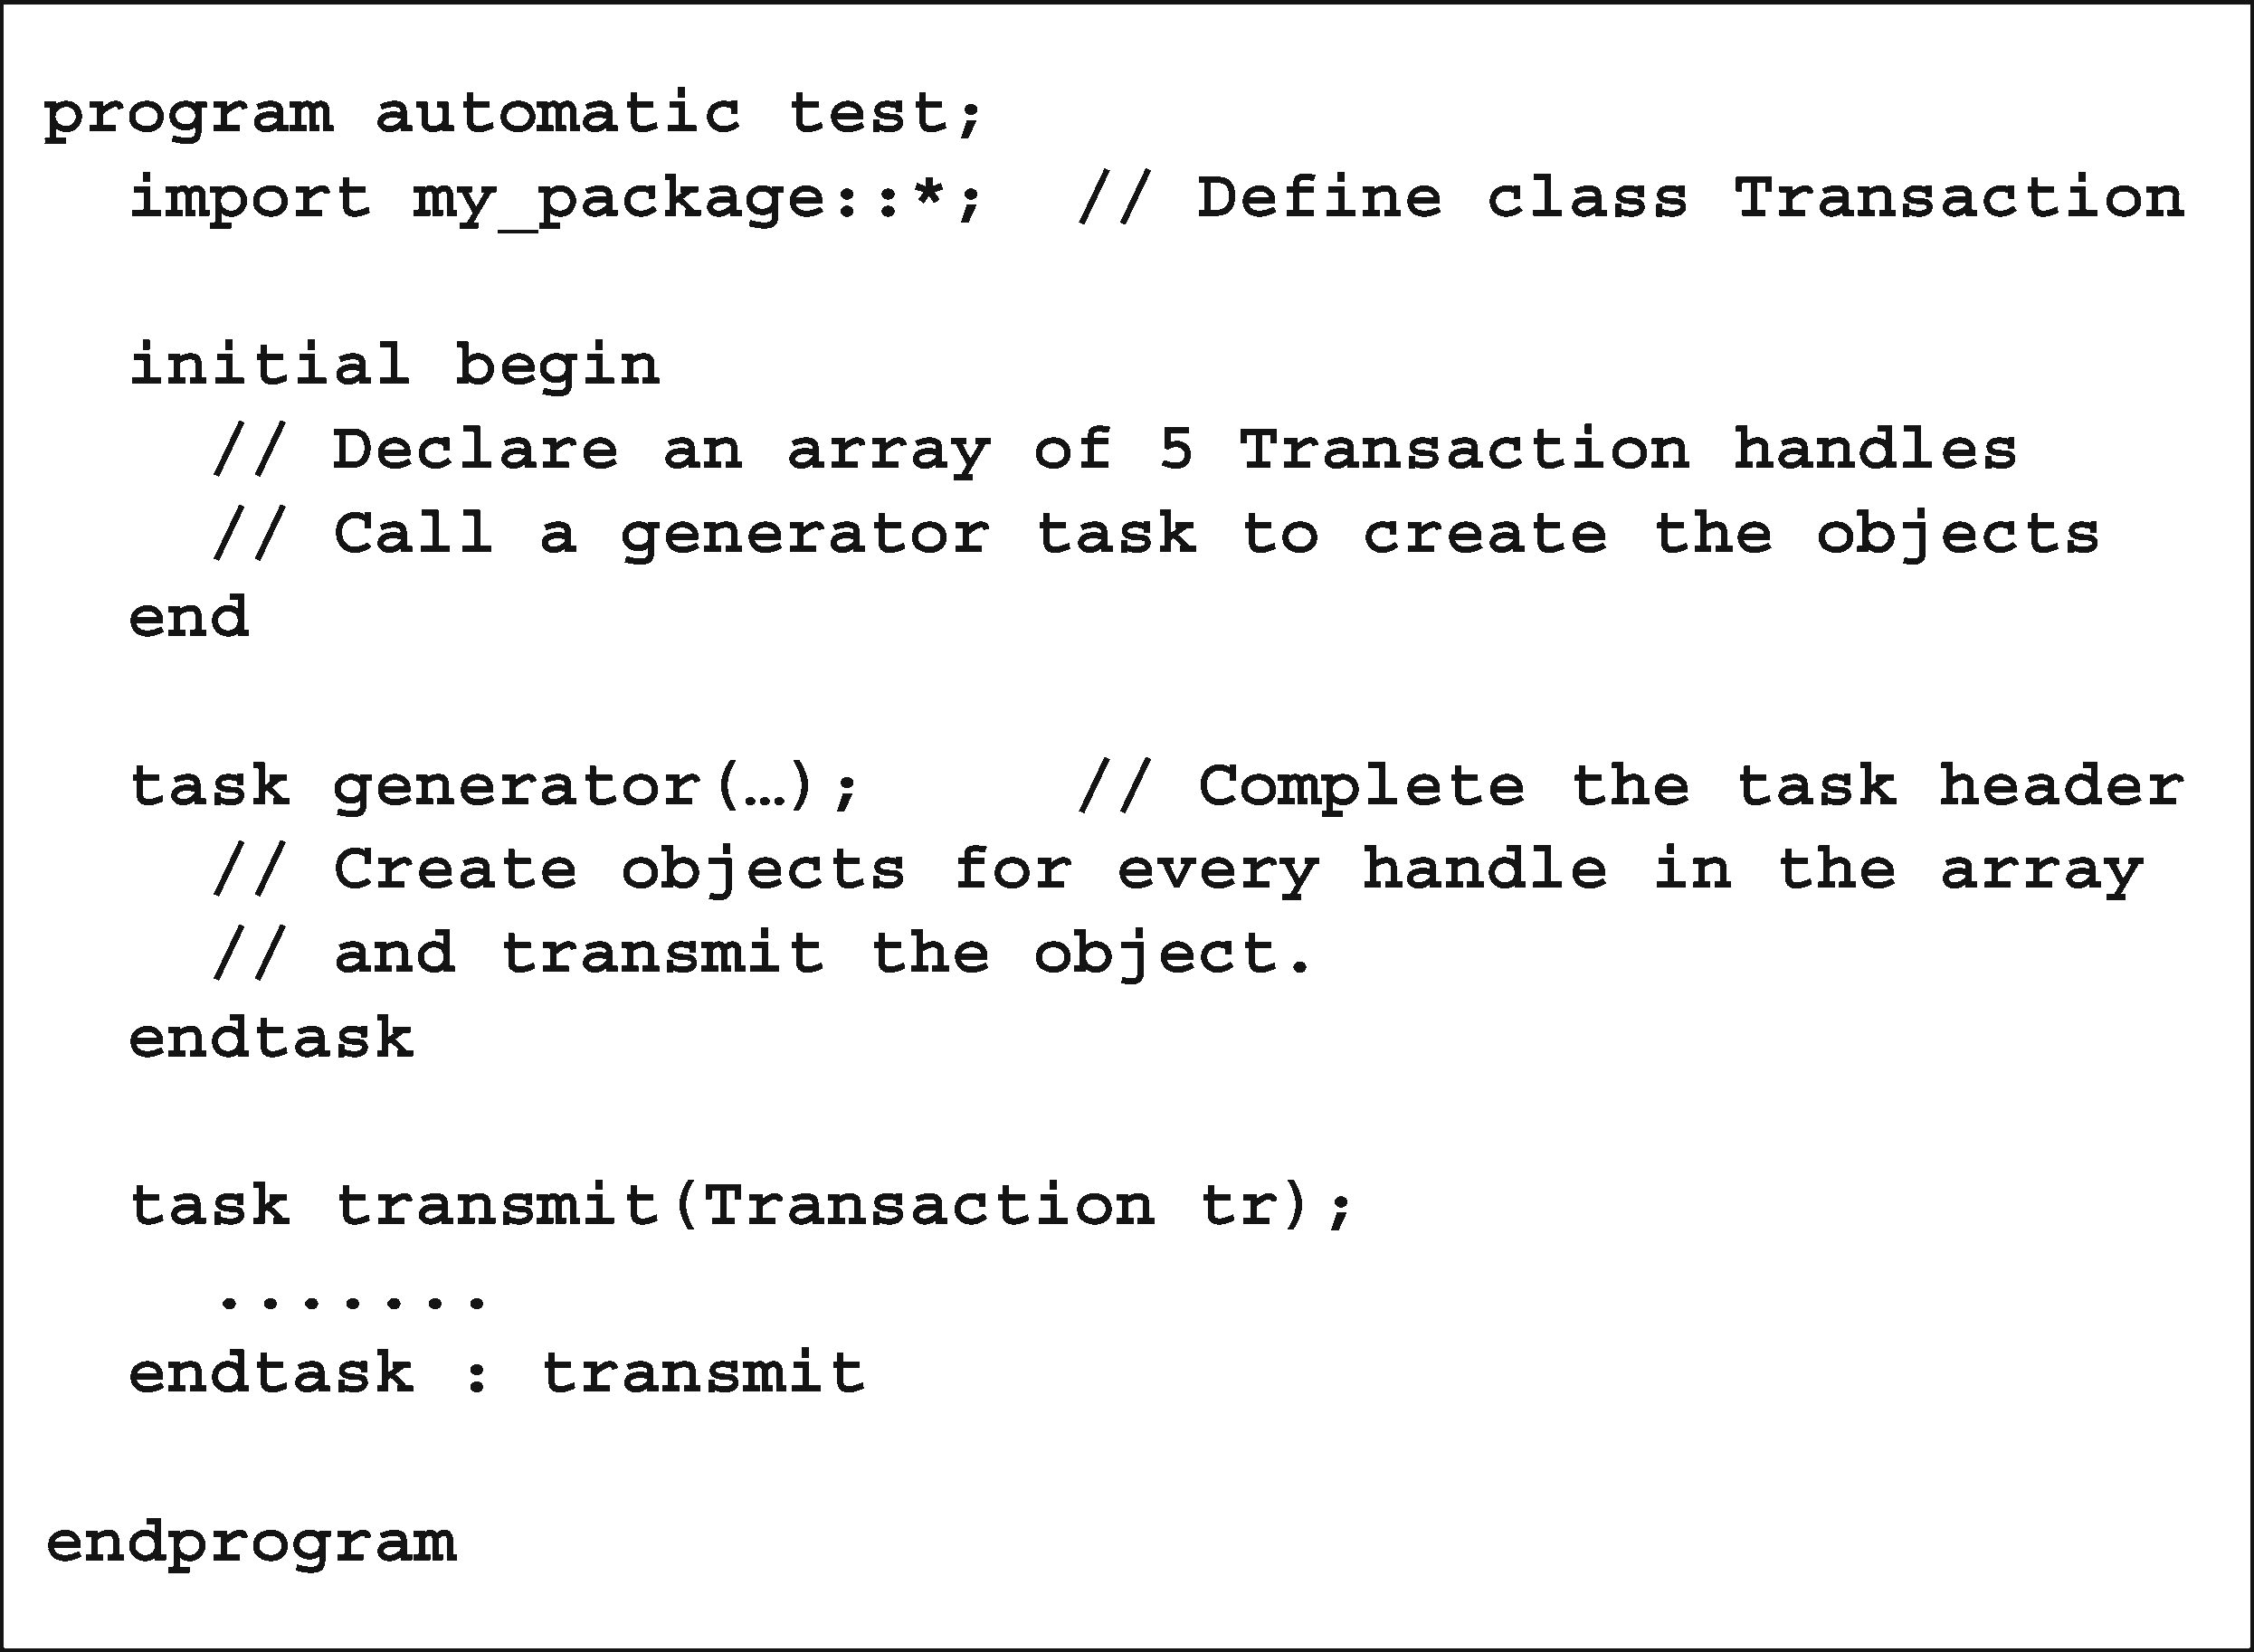 program automatic test;
  import my_package::*;  // Define class Transaction

  initial begin
    // Declare an array of 5 Transaction handles
    // Call a generator task to create the objects
  end

  task generator(…);     // Complete the task header
    // Create objects for every handle in the array
    // and transmit the object.
  endtask

  task transmit(Transaction tr);
    .......
  endtask : transmit

endprogram